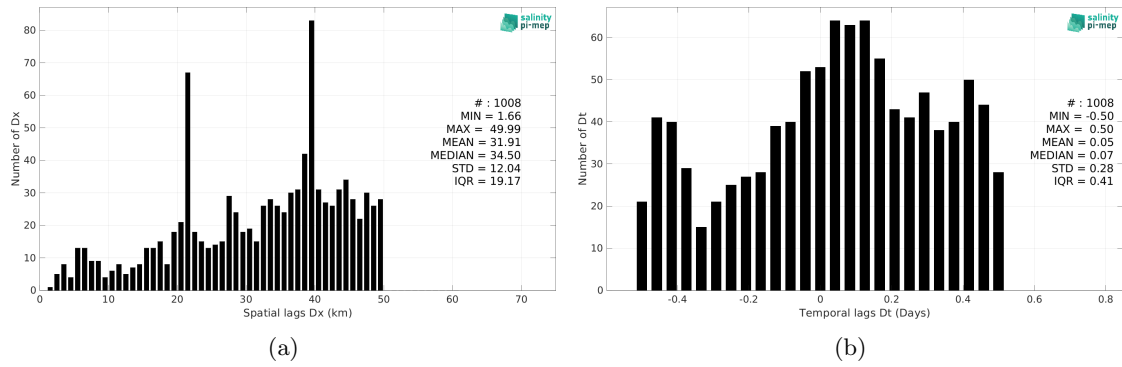 salinity
pi-mep
80
70
60
50
40
30
20
10
0
Number of Dx
# : 1008
MIN = 1.66
MAX = 49.99
MEAN = 31.91
MEDIAN = 34.50
STD = 12.04
IQR = 19.17
0 10 20 30 40 50 60 70
Spatial lags Dx (km)
(a)
salinity
pi-mep
60
50
40
30
20
10
0
Number of Dt
# : 1008
MIN = -0.50
MAX = 0.50
MEAN = 0.05
MEDIAN = 0.07
STD = 0.28
IQR = 0.41
-0.4 -0.2 0 0.2 0.4 0.6 0.8
Temporal lags Dt (Days)
(b)